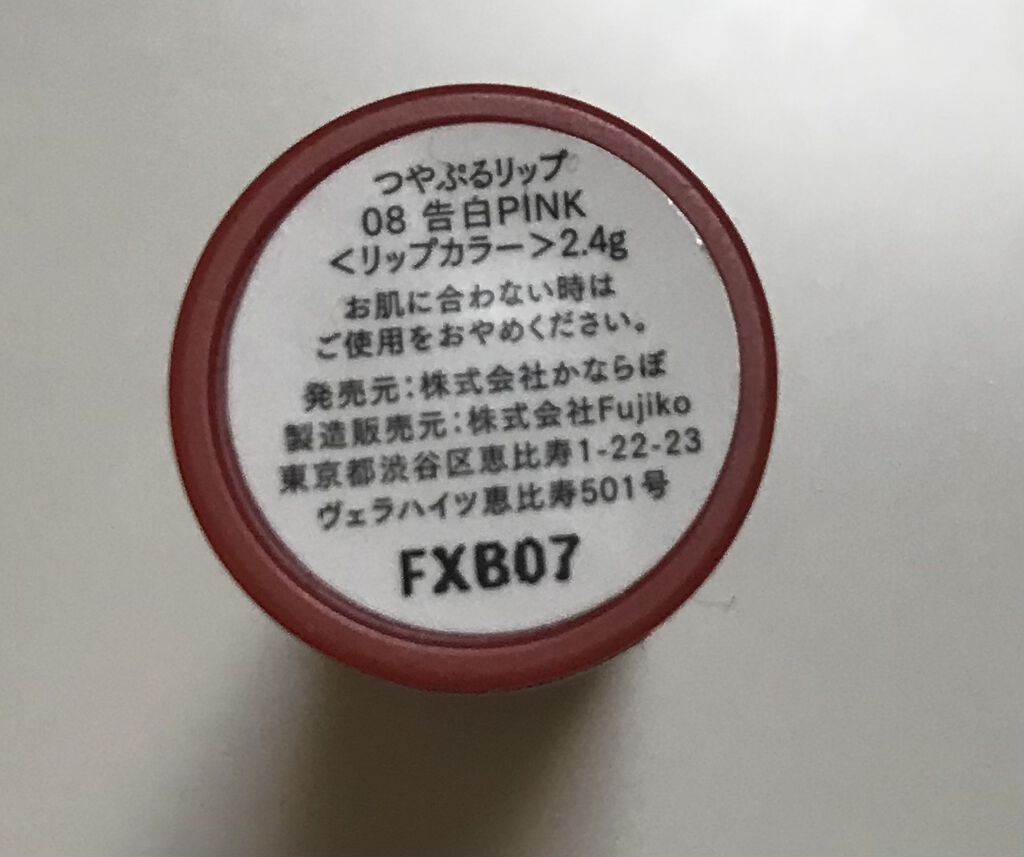 つやぷるリップ
08 告白PINK
<リップカラー>2.4g
お肌に合わない時は
ご使用をおやめください。
発売元:株式会社かならぼ
製造販売元:株式会社Fujiko
東京都渋谷区恵比寿1-22-23
ヴェラハイツ恵比寿501号
FXB07